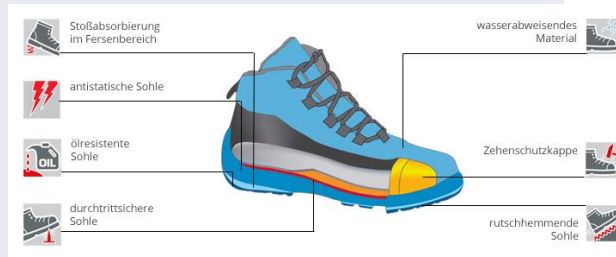 Stoßabsorbierung
im Fersenbereich
antistatische Sohle
ölresistente
Sohle
OIL
durchtrittsichere
Sohle
wasserabweisendes
Material
Zehenschutzkappe
rutschhemmende
Sohle